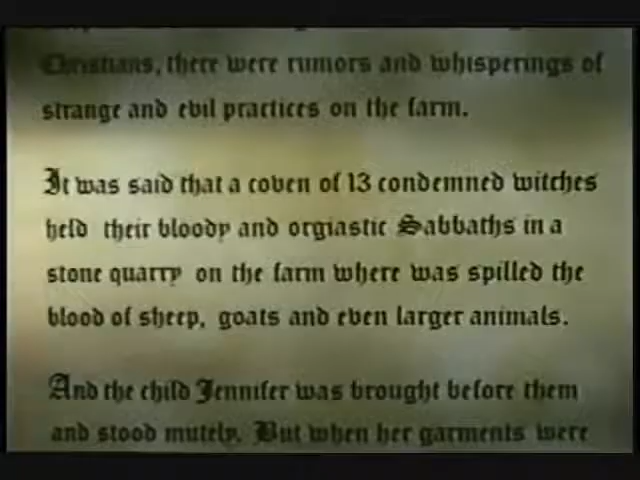 Christians, there were rumors and whisperings of
strange and evil practices on the farm.
It was said that a coven of 13 condemned witches
held their bloody and orgiastic Sabbaths in a
stone quarry on the farm where was spilled the
blood of sheep, goats and even larger animals.
And the child Jennifer was brought before them
and stood mutely. But when her garments were